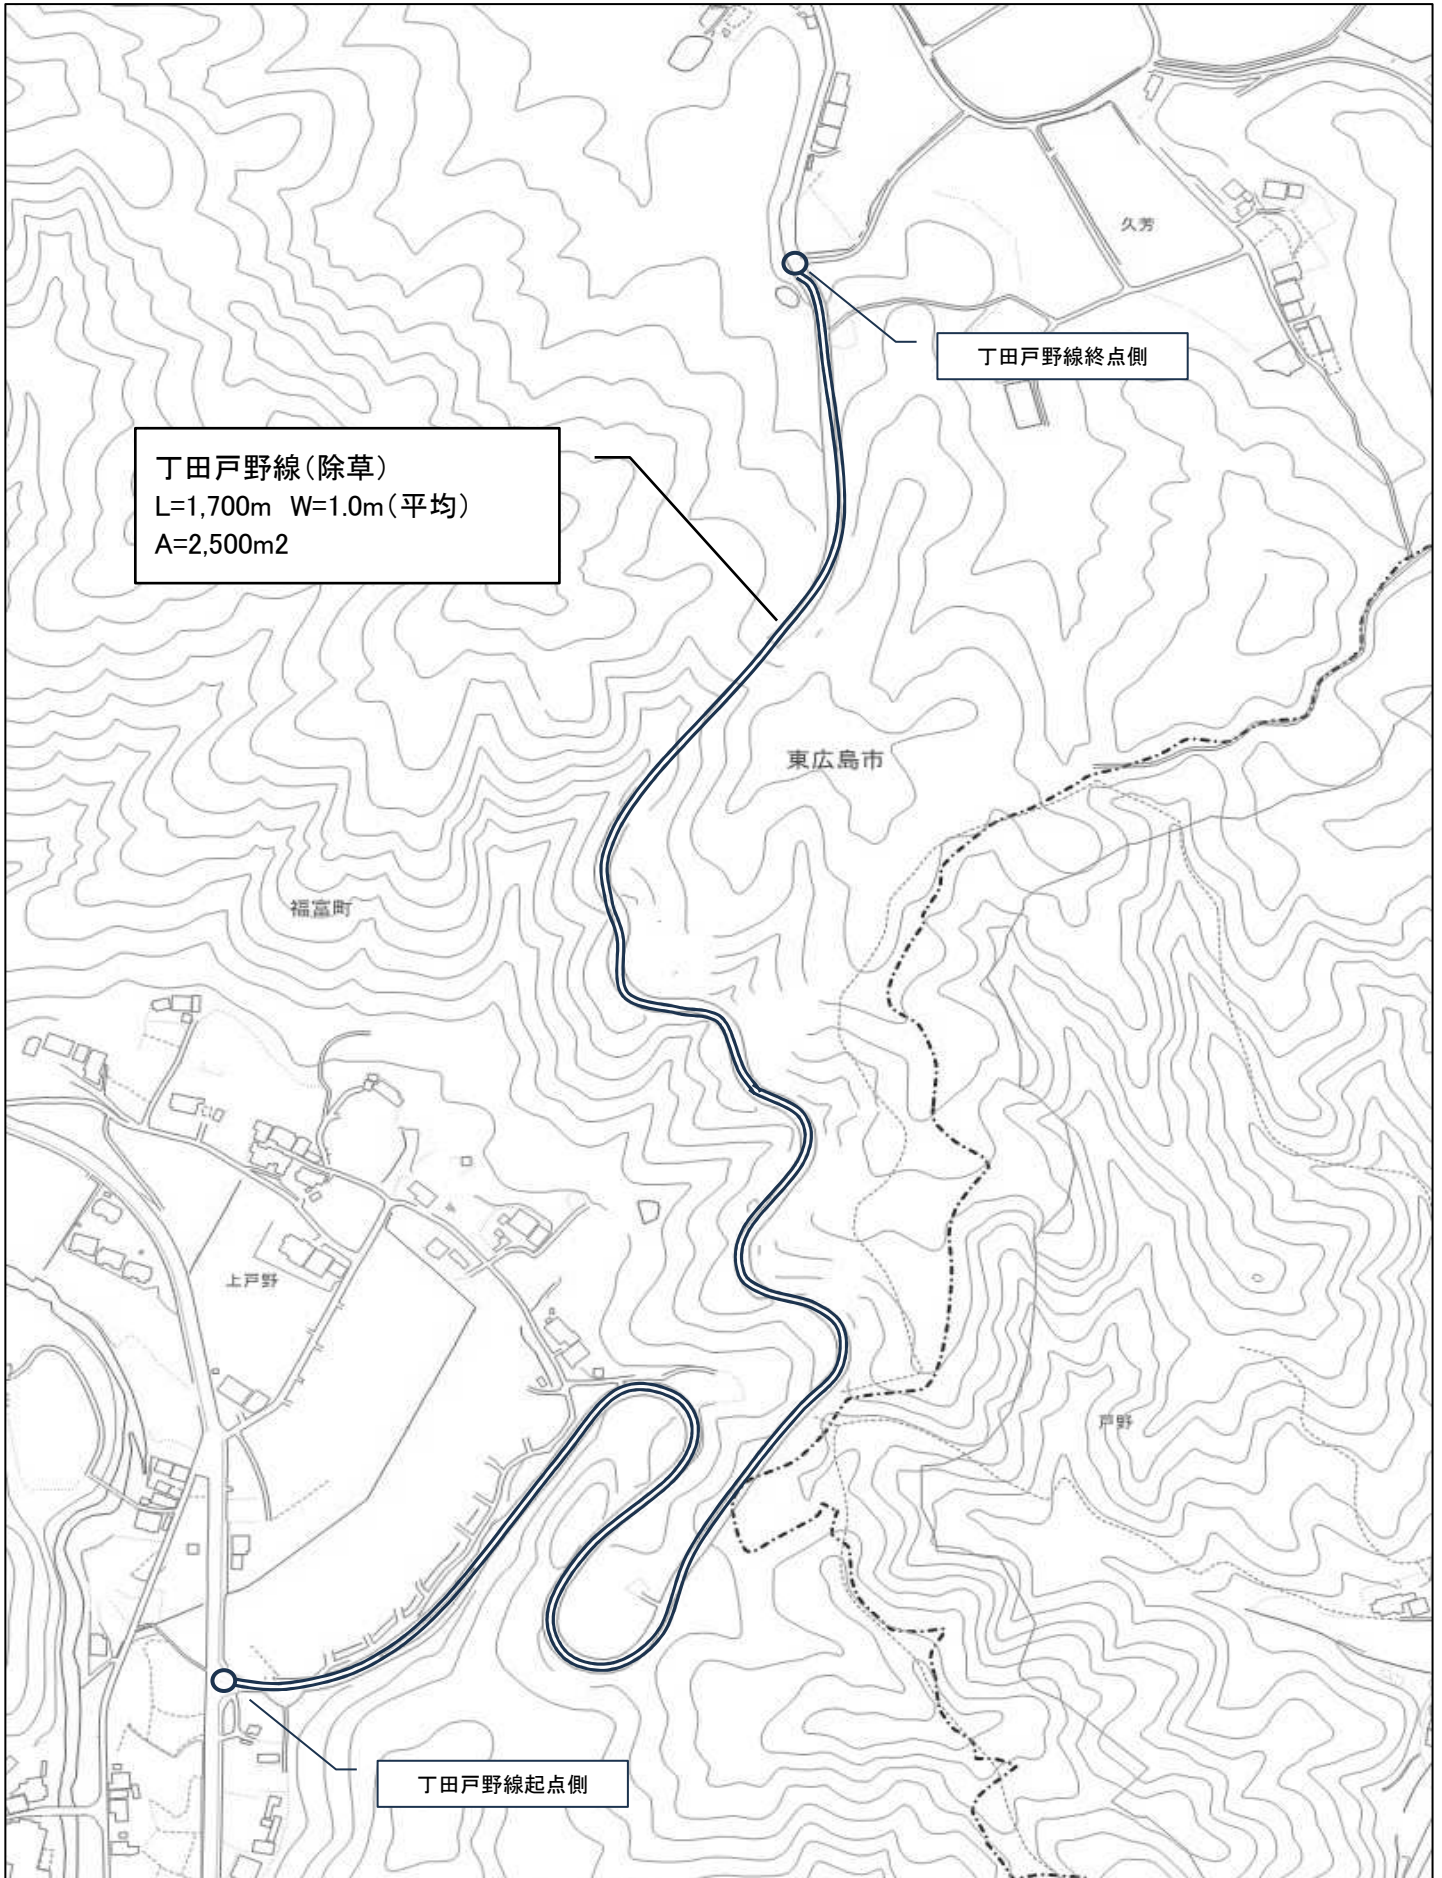 久芳
丁田戸野線終点側
丁田戸野線(除草)
L=1,700m W=1.0m(平均)
A=2,500m2
東広島市
福富町
上戸野
戸野
丁田戸野線起点側